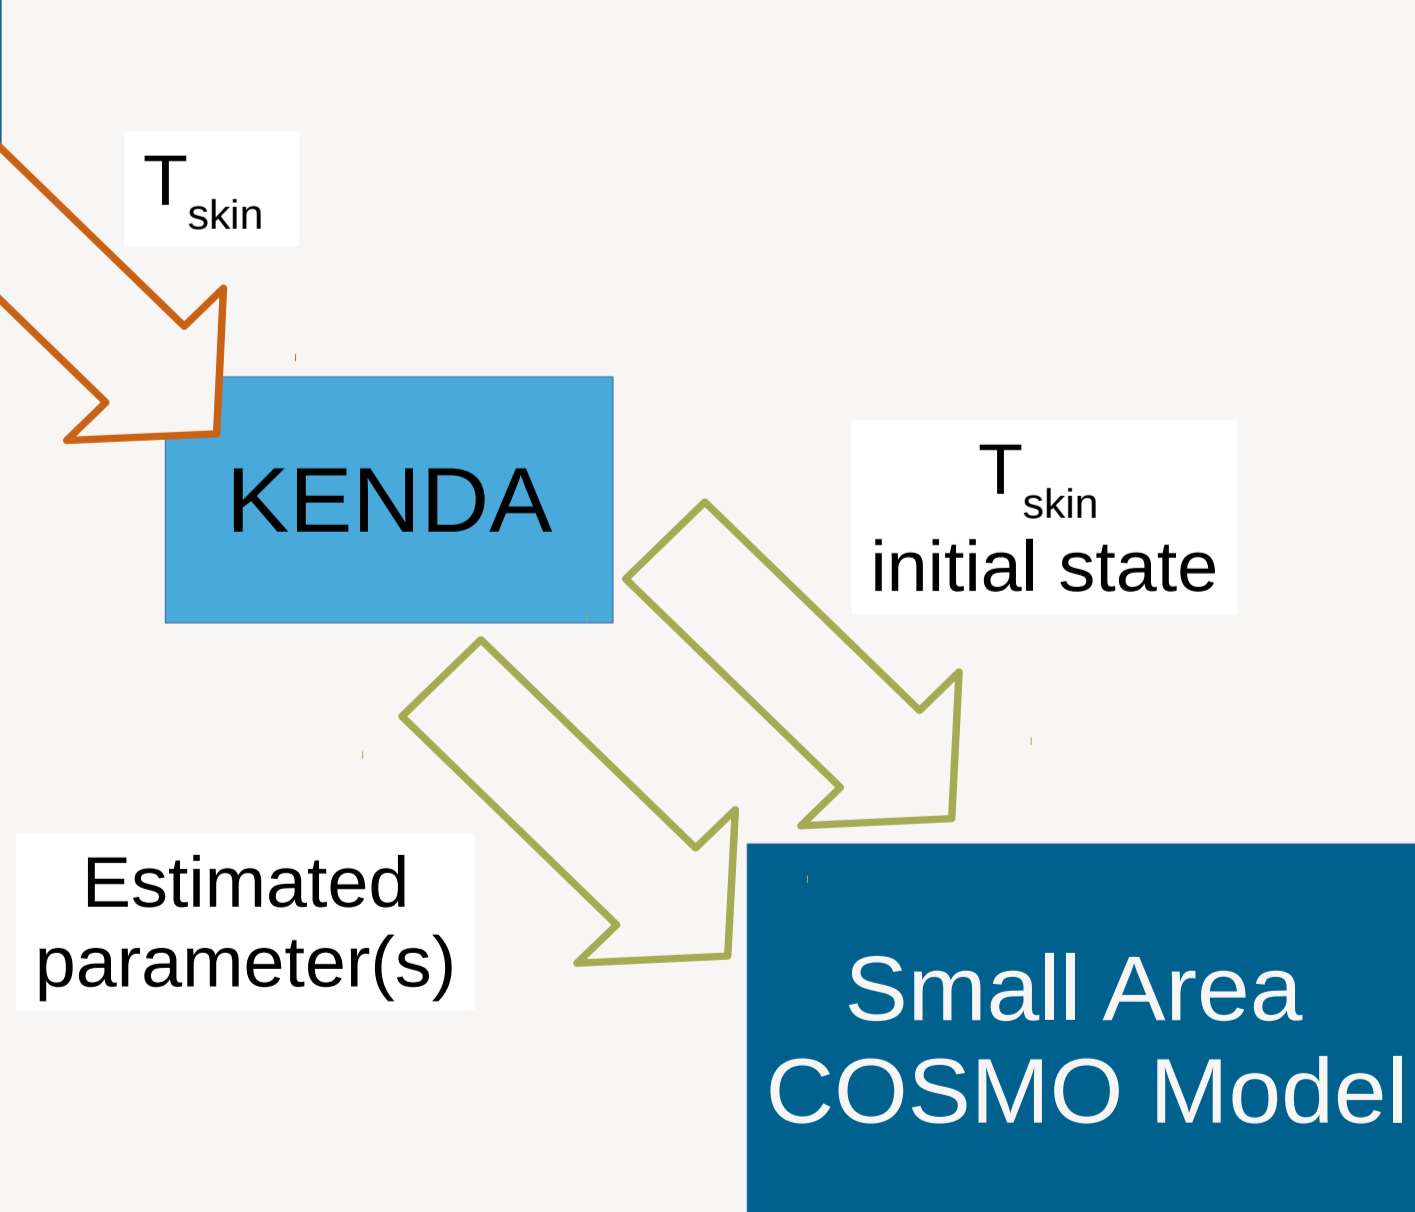 T skin
KENDA
T skin
initial state
Estimated
parameter(s)
Small Area
COSMO Model